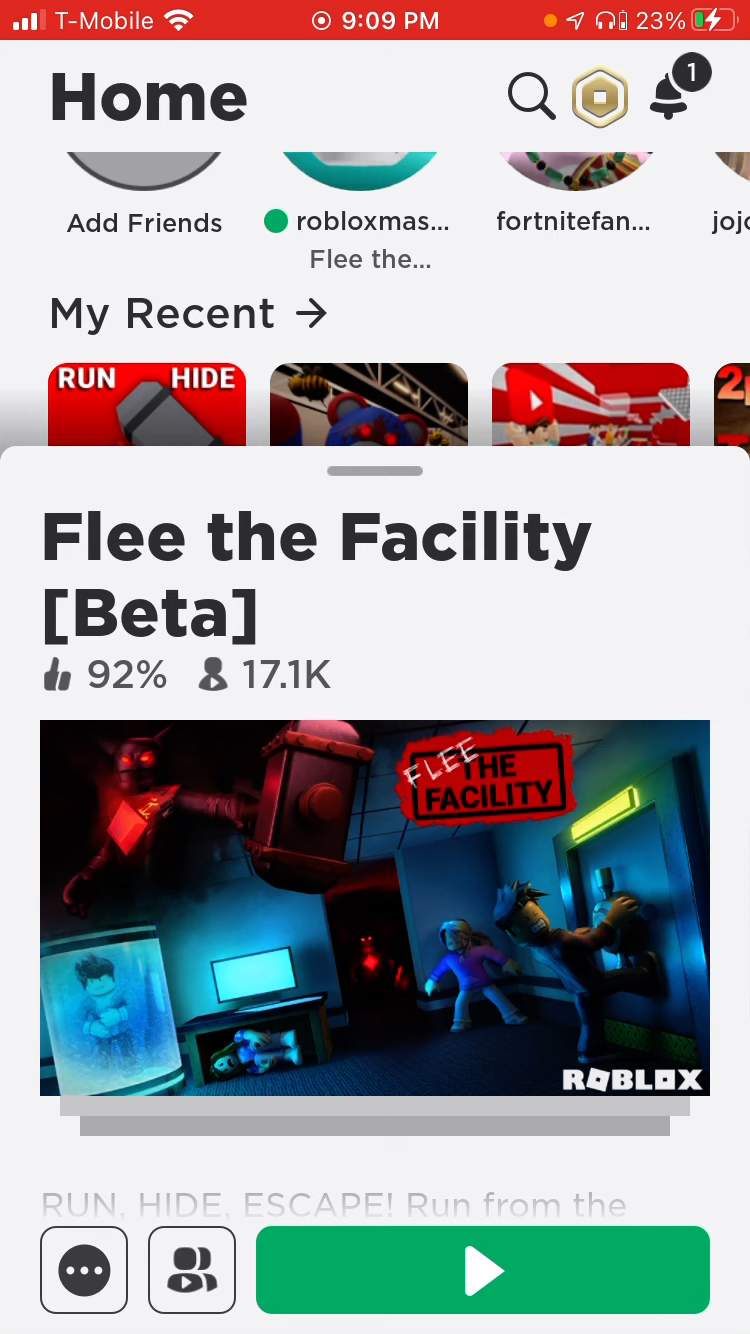 T-Mobile 9:09 PM 23%
Home
1
Add Friends robloxmas... fortnitefan...
Flee the...
My Recent →
RUN HIDE
Flee the Facility
[Beta]
92% 17.1K
FLEE
THE
FACILITY
ROBLOX
RUN, HIDE, ESCAPE! Run from the